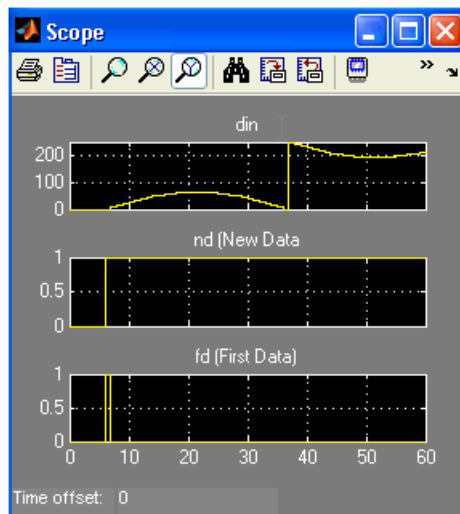 Scope
»
din
200
100
0
nd (New Data
1
0.5
0
fd (First Data)
1
0.5
0
0 10 20 30 40 50 60
Time offset: 0